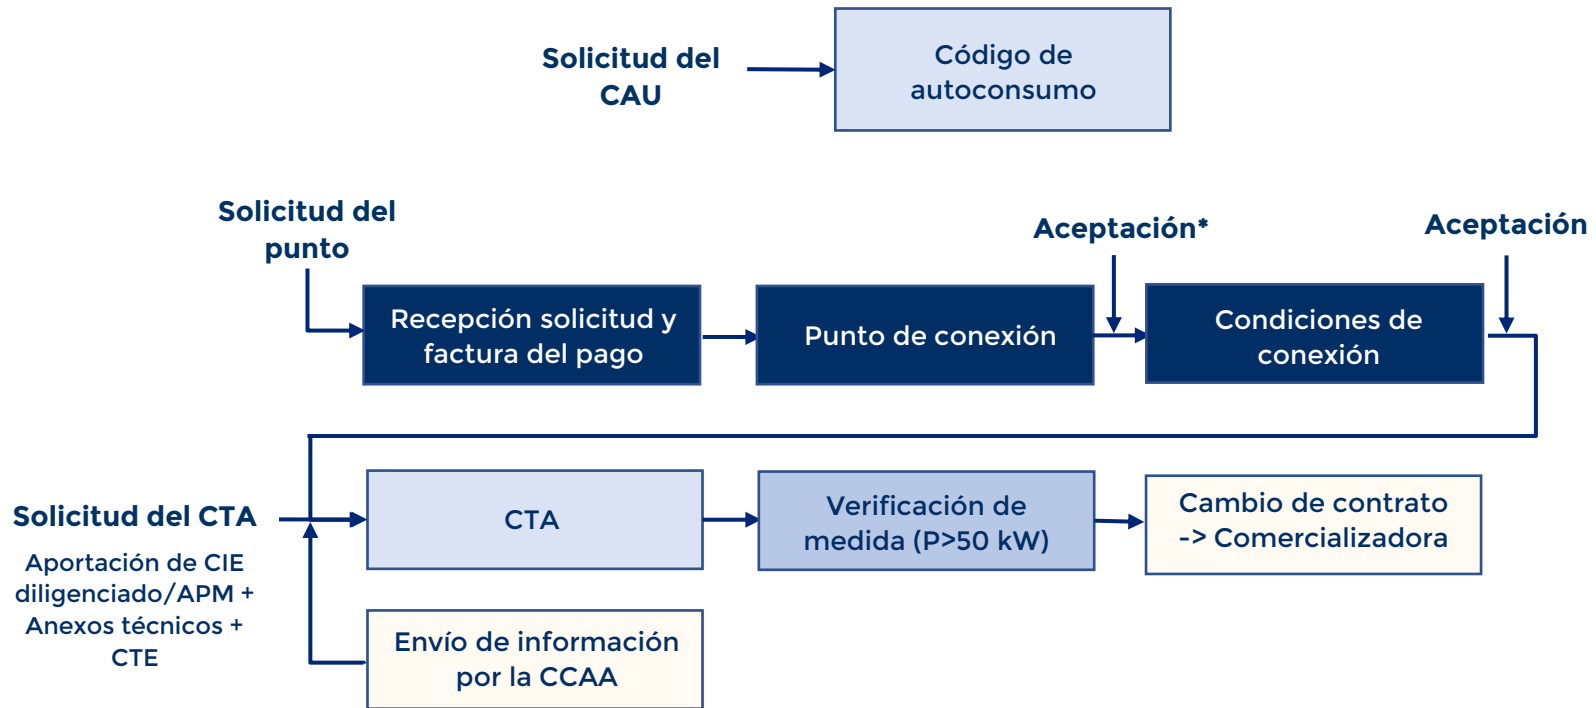 Solicitud del
CAU
Código de
autoconsumo
Solicitud del
punto
Aceptación*
Aceptación
Recepción solicitud y
factura del pago
Punto de conexión
Condiciones de
conexión
Solicitud del CTA
Aportación de CIE
diligenciado/APM +
Anexos técnicos +
CTE
CTA
Verificación de
medida (P>50 kW)
Cambio de contrato
-> Comercializadora
Envío de información
por la CCAA